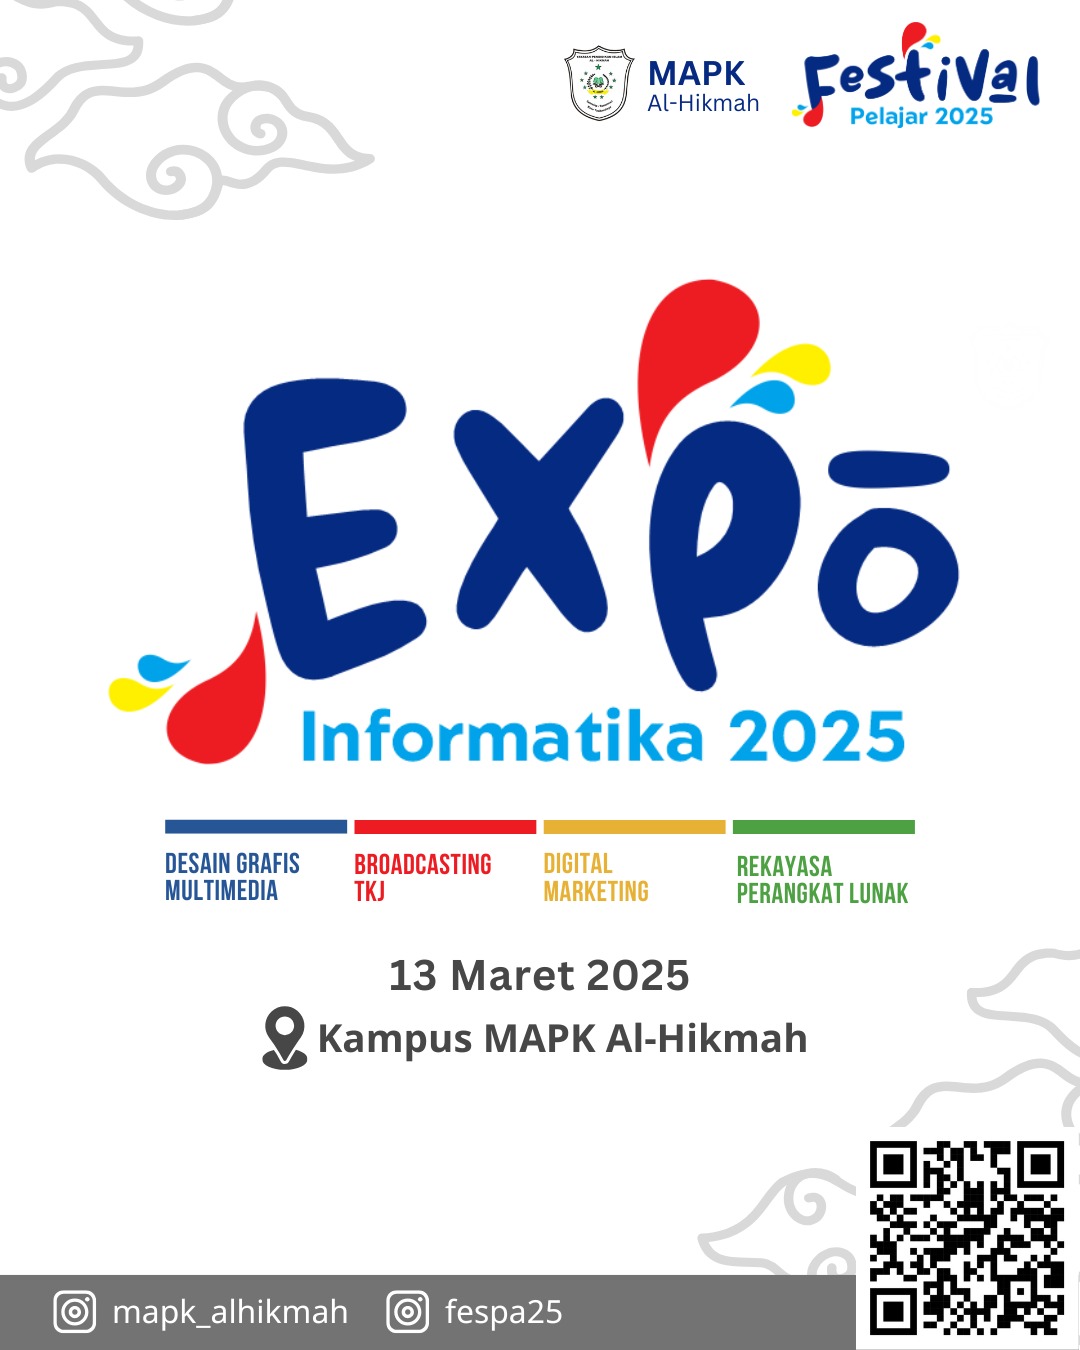 MAPK
Al-Hikmah
Festival
Pelajar 2025
Expo
Informatika 2025
DESAIN GRAFIS
MULTIMEDIA
BROADCASTING
TKJ
DIGITAL
MARKETING
REKAYASA
PERANGKAT LUNAK
13 Maret 2025
Kampus MAPK Al-Hikmah
mapk_alhikmah
fespa25